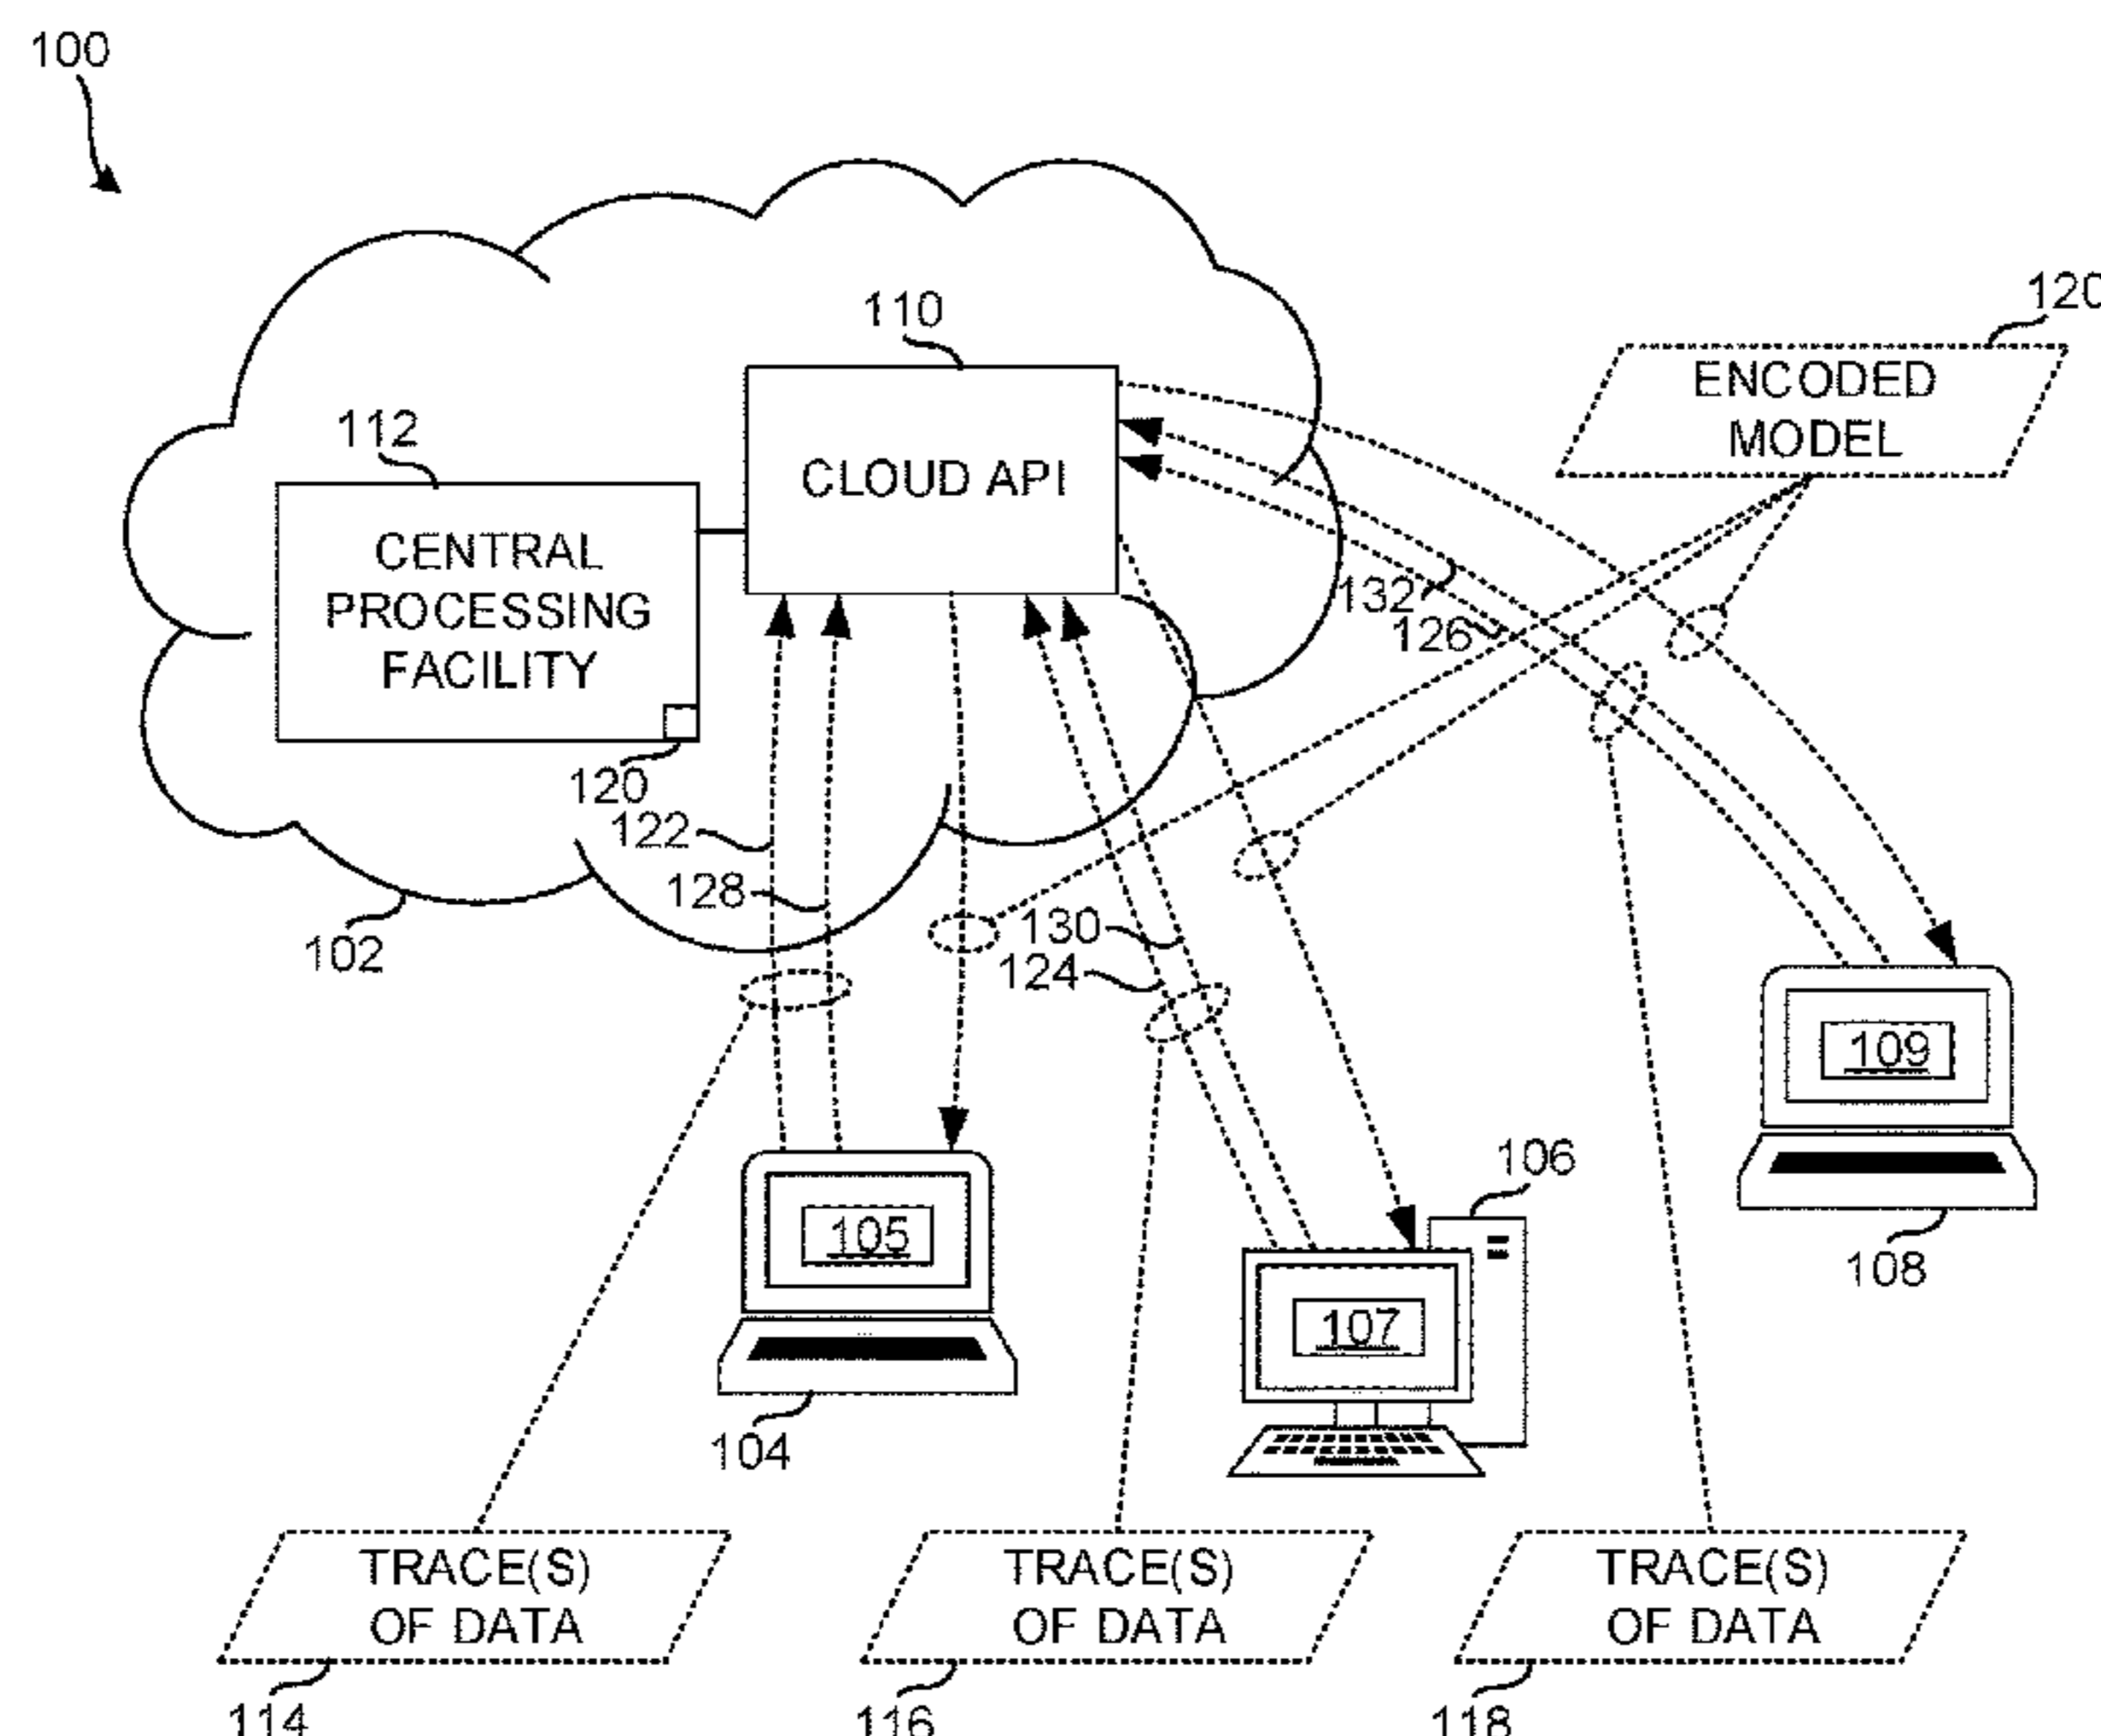 100
110
120
ENCODED
MODEL
112
CLOUD API
CENTRAL
PROCESSING
FACILITY
132
126
120
122
128
130
124
102
109
106
105
108
107
104
TRACE(S)
OF DATA
TRACE(S)
OF DATA
TRACE(S)
OF DATA
114
116
118